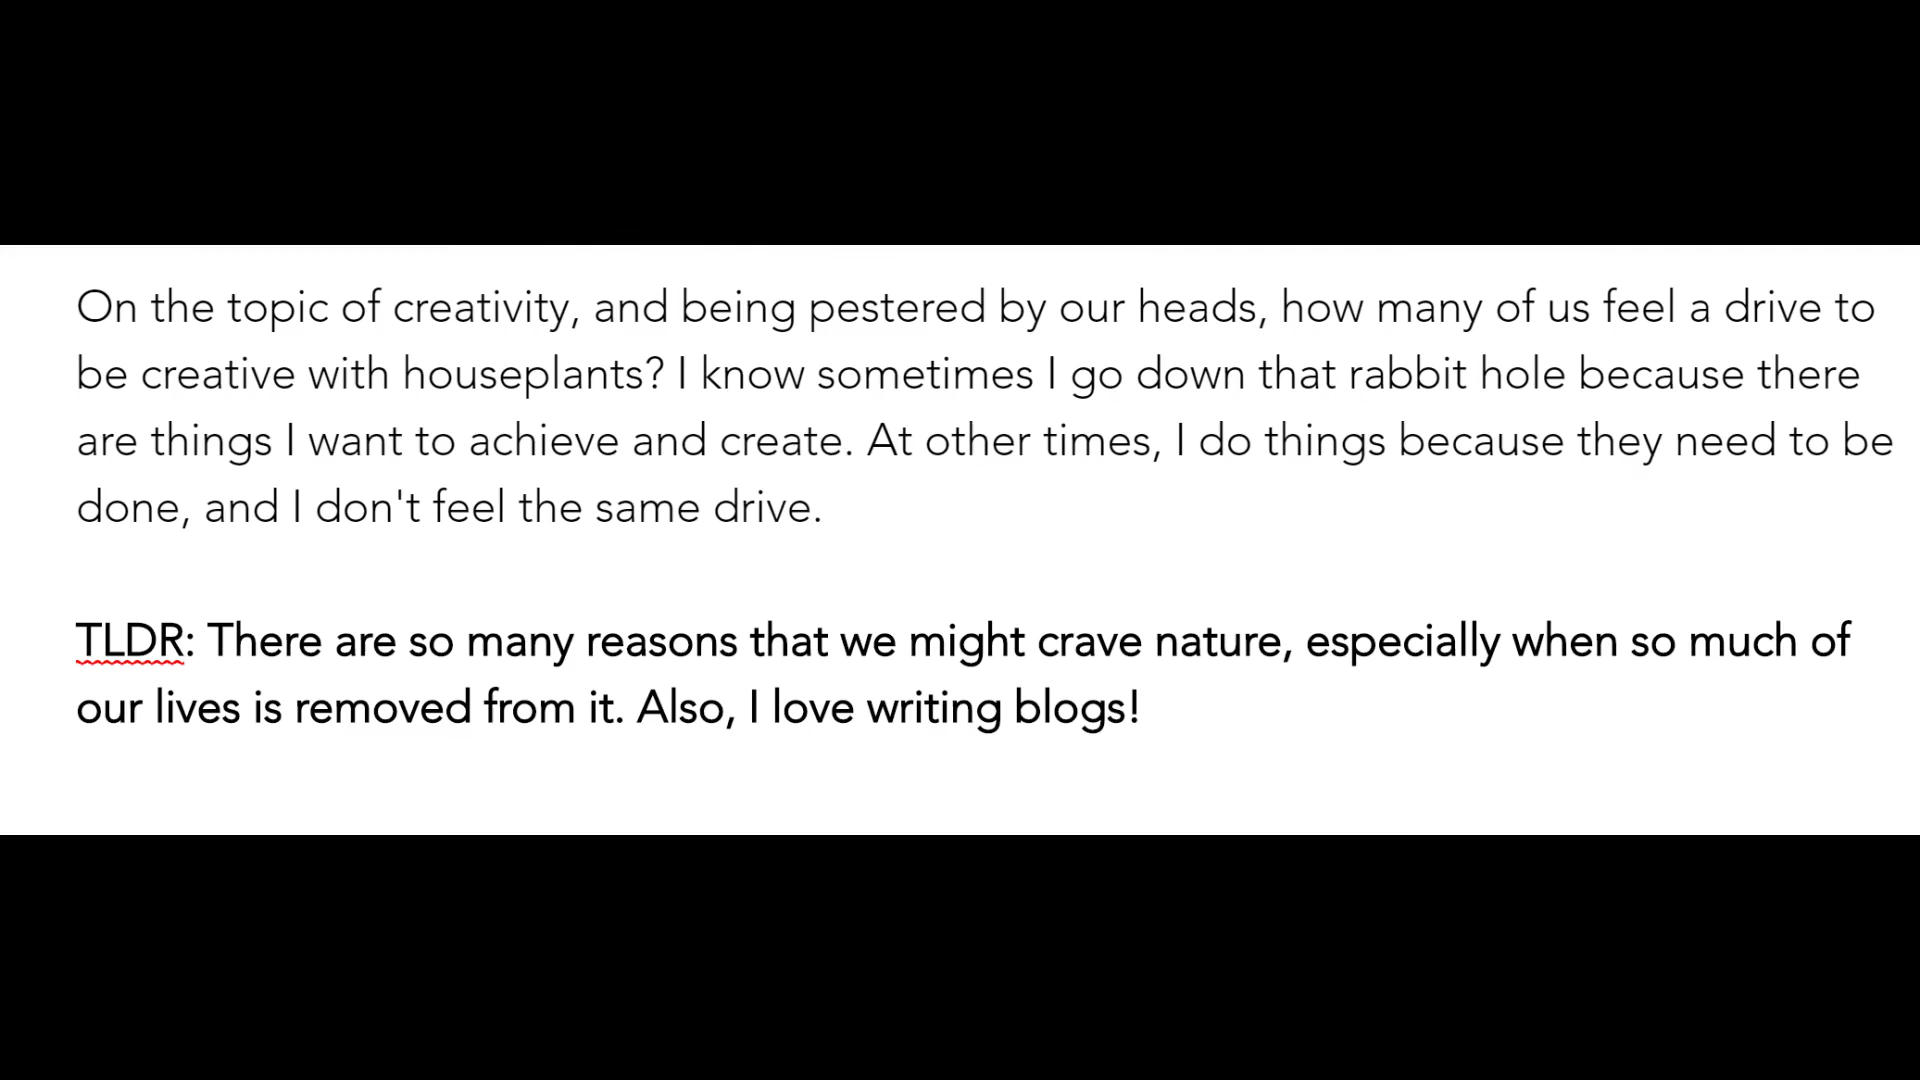 On the topic of creativity, and being pestered by our heads, how many of us feel a drive to
be creative with houseplants? I know sometimes I go down that rabbit hole because there
are things I want to achieve and create. At other times, I do things because they need to be
done, and I don't feel the same drive.
TLDR: There are so many reasons that we might crave nature, especially when so much of
our lives is removed from it. Also, I love writing blogs!